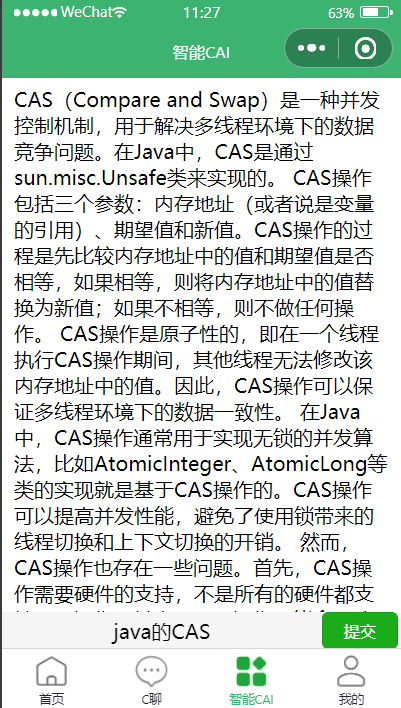 WeChat 11:27 63%
智能CAI
CAS（Compare and Swap）是一种并发
控制机制，用于解决多线程环境下的数据
竞争问题。在Java中，CAS是通过
sun.misc.Unsafe类来实现的。 CAS操作
包括三个参数：内存地址（或者说是变量
的引用）、期望值和新值。CAS操作的过
程是先比较内存地址中的值和期望值是否
相等，如果相等，则将内存地址中的值替
换为新值；如果不相等，则不做任何操
作。 CAS操作是原子性的，即在一个线程
执行CAS操作期间，其他线程无法修改该
内存地址中的值。因此，CAS操作可以保
证多线程环境下的数据一致性。 在Java
中，CAS操作通常用于实现无锁的并发算
法，比如AtomicInteger、AtomicLong等
类的实现就是基于CAS操作的。CAS操作
可以提高并发性能，避免了使用锁带来的
线程切换和上下文切换的开销。 然而，
CAS操作也存在一些问题。首先，CAS操
作需要硬件的支持，不是所有的硬件都支
java的CAS 提交
首页 C聊 智能CAI 我的